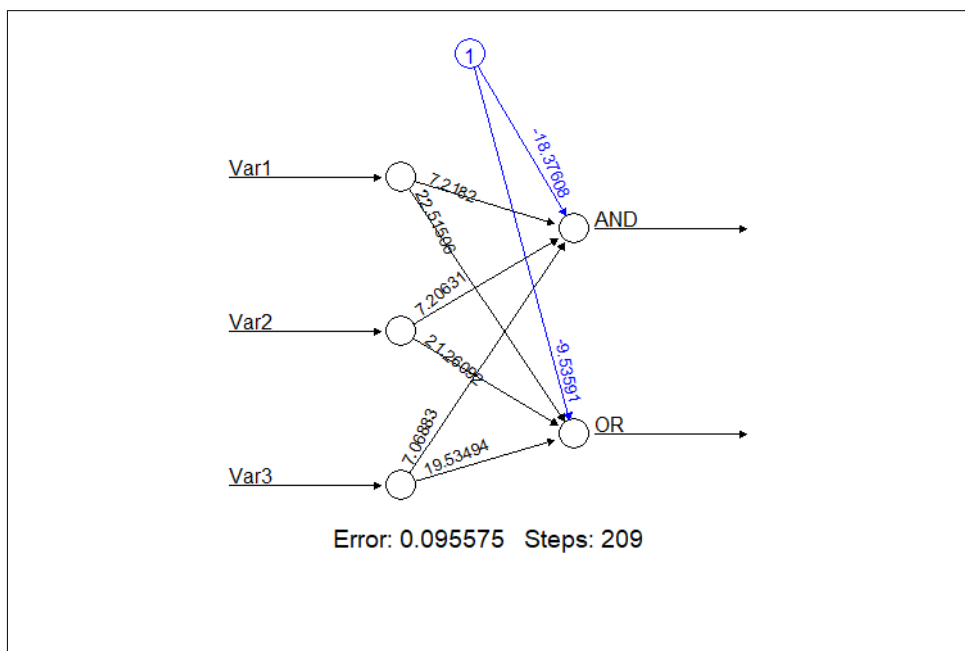 1
-18.37608
Var1
7.2182
22.51506
AND
7.20631
Var2
21.26092
-9.53591
OR
7.06883
19.53494
Var3
Error: 0.095575 Steps: 209